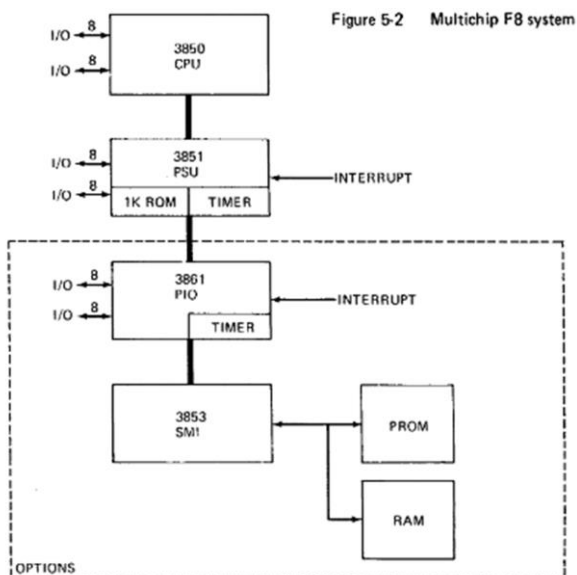 Figure 5-2 Multichip F8 system
I/O 8
I/O 8
3850
CPU
I/O 8
I/O 8
3851
PSU
1K ROM
TIMER
INTERRUPT
I/O 8
I/O 8
3861
PIO
TIMER
INTERRUPT
3853
SMI
PROM
RAM
OPTIONS